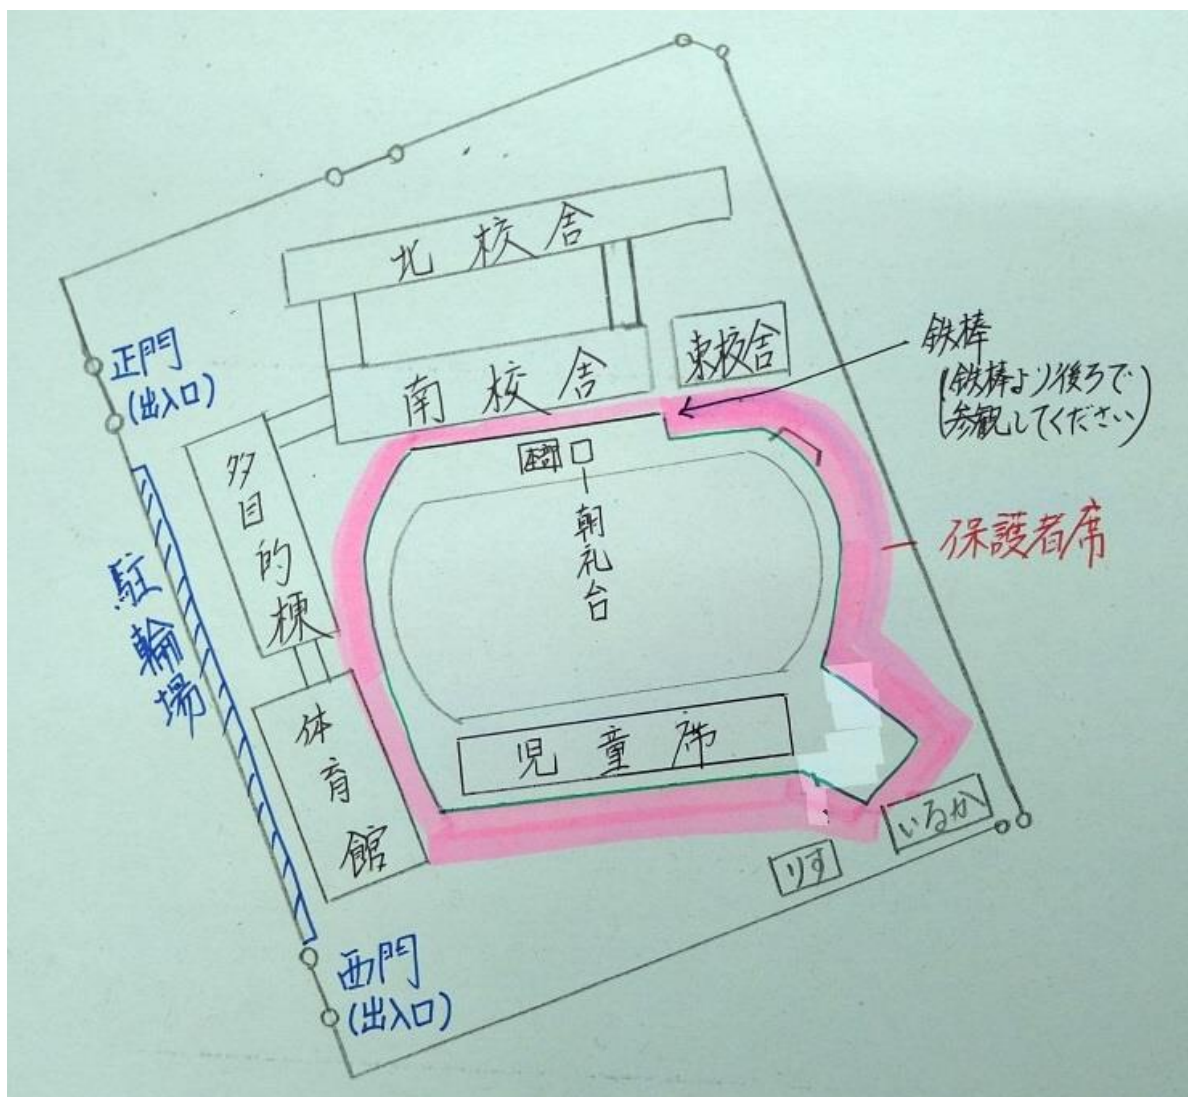 北校舎
正門
(出入口)
南校舎
東校舎
鉄棒
(鉄棒より後ろで
参観してください)
多目的棟
朝礼台
保護者席
駐輪場
体育館
児童席
いるか
りす
西門
(出入口)